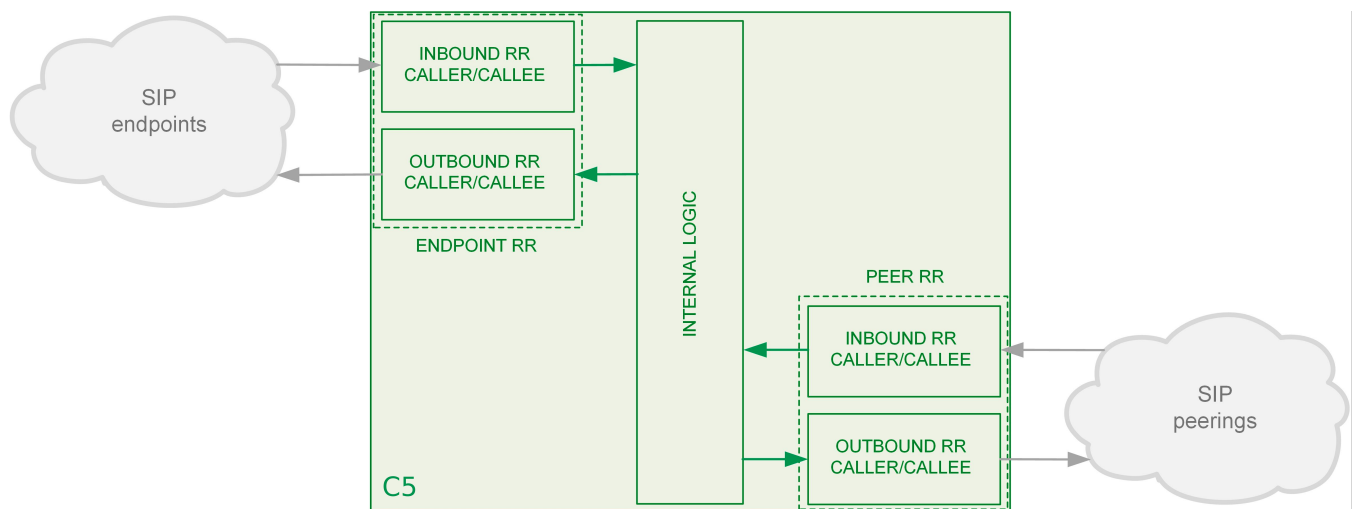 SIP
endpoints
INBOUND RR
CALLER/CALLEE
OUTBOUND RR
CALLER/CALLEE
ENDPOINT RR
INTERNAL LOGIC
PEER RR
INBOUND RR
CALLER/CALLEE
OUTBOUND RR
CALLER/CALLEE
SIP
peerings
C5